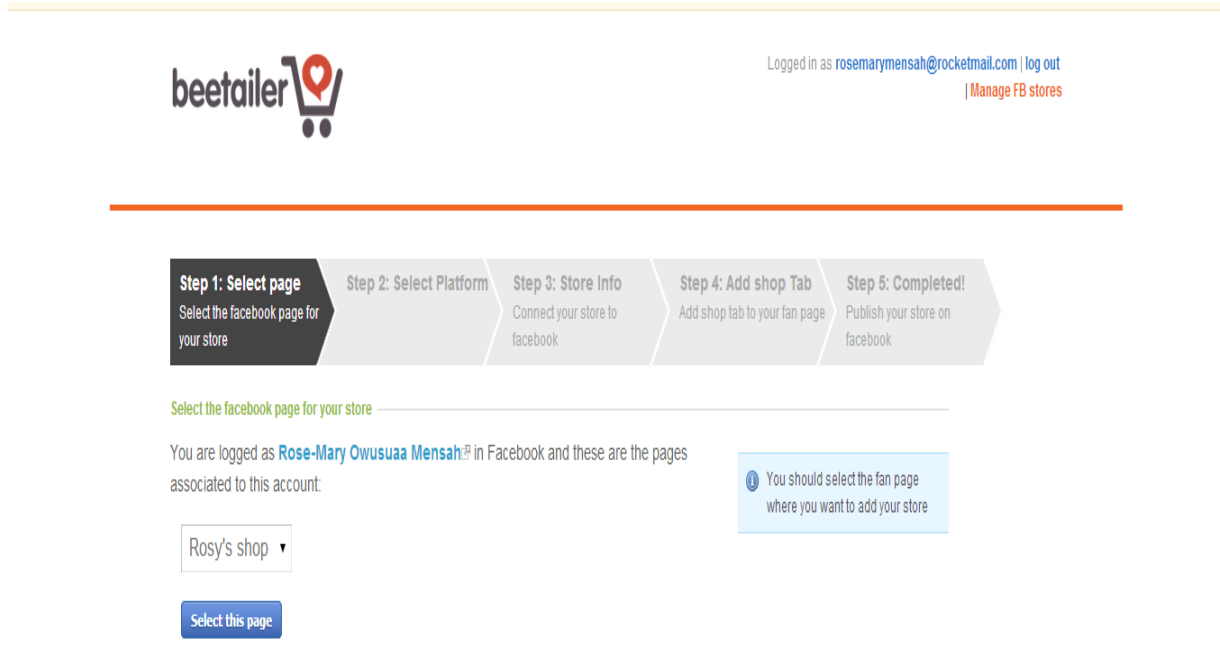 beetailer
Logged in as rosemarymensah@rocketmail.com | log out
| Manage FB stores
Step 1: Select page
Select the facebook page for
your store
Step 2: Select Platform
Step 3: Store Info
Connect your store to
facebook
Step 4: Add shop Tab
Add shop tab to your fan page
Step 5: Completed!
Publish your store on
facebook
Select the facebook page for your store
You are logged as Rose-Mary Owusuaa Mensah in Facebook and these are the pages
associated to this account:
You should select the fan page
where you want to add your store
Rosy's shop
Select this page